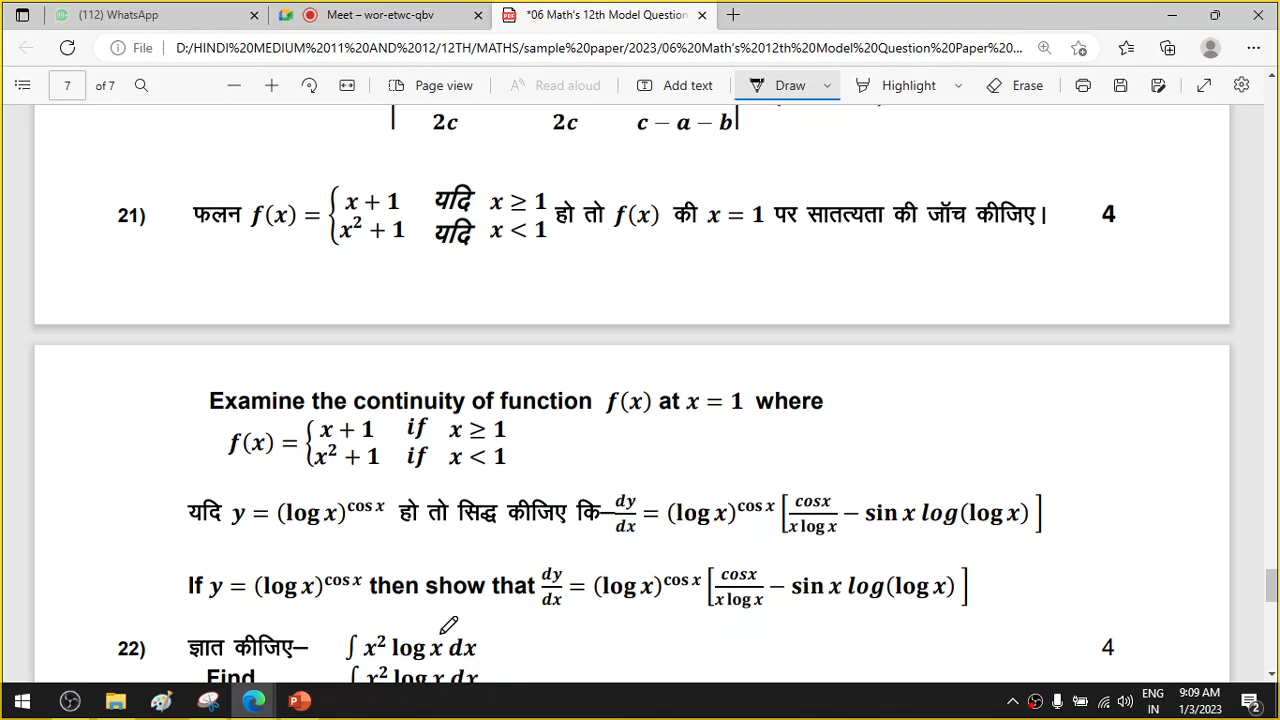 (112) WhatsApp
Meet – wor-etwc-qbv
*06 Math's 12th Model Question
File
D:/HINDI%20MEDIUM%2011%20AND%2012/12TH/MATHS/sample%20paper/2023/06%20Math's%2012th%20Model%20Question%20Paper%20...
7 of 7
Page view
Read aloud
Add text
Draw
Highlight
Erase
2c 2c c − a − b
21) फलन f(x) = { x + 1 यदि x ≥ 1
x² + 1 यदि x < 1 हो तो f(x) की x = 1 पर सातत्यता की जॉच कीजिए। 4
Examine the continuity of function f(x) at x = 1 where
f(x) = { x + 1 if x ≥ 1
x² + 1 if x < 1
यदि y = (log x)^cos x हो तो सिद्ध कीजिए कि– dy/dx = (log x)^cos x [cosx/(x log x) − sin x log(log x)]
If y = (log x)^cos x then show that dy/dx = (log x)^cos x [cosx/(x log x) − sin x log(log x)]
22) ज्ञात कीजिए– ∫ x² log x dx 4
Find ∫ x² log x dx
ENG
IN
9:09 AM
1/3/2023
2